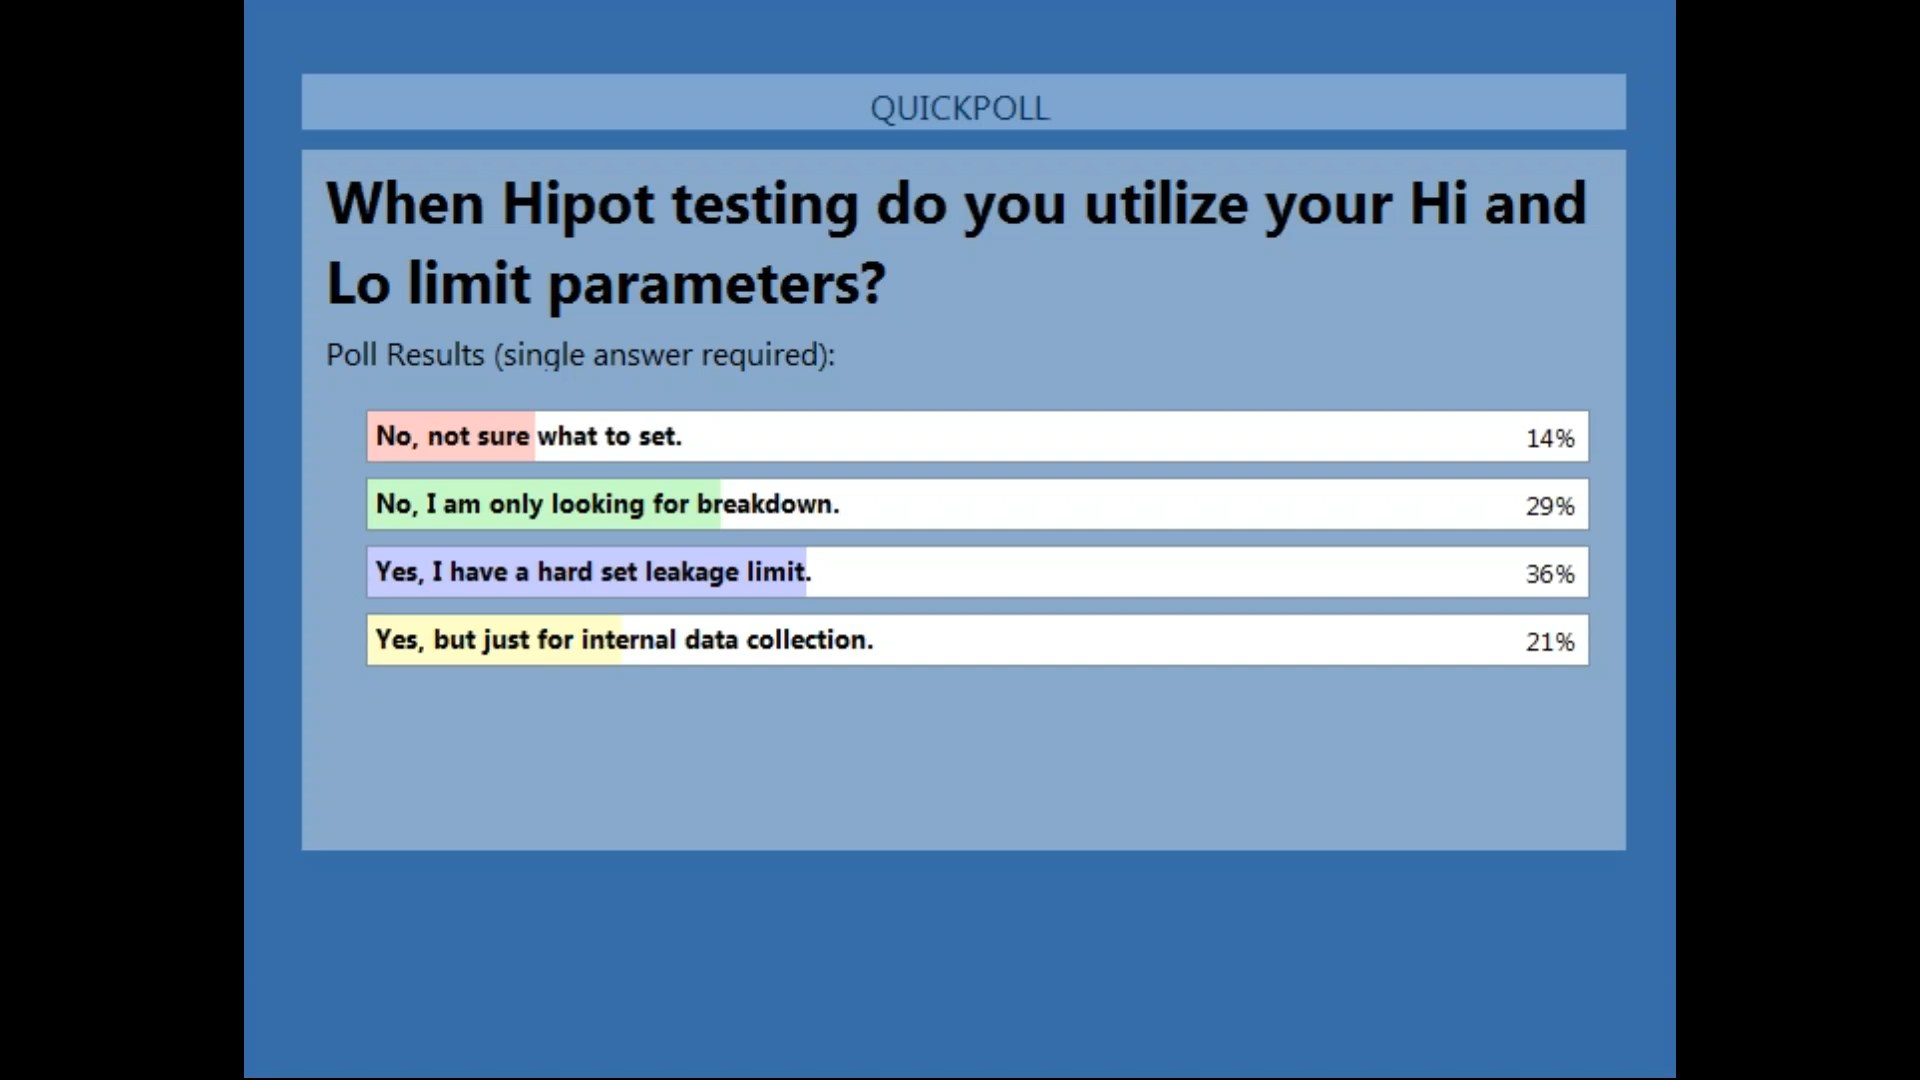 QUICKPOLL
When Hipot testing do you utilize your Hi and
Lo limit parameters?
Poll Results (single answer required):
No, not sure what to set. 14%
No, I am only looking for breakdown. 29%
Yes, I have a hard set leakage limit. 36%
Yes, but just for internal data collection. 21%